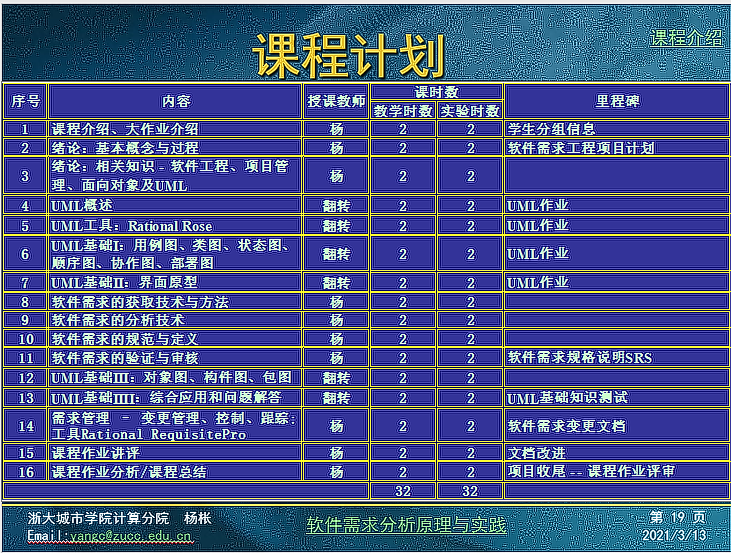 课程介绍
课程计划
序号 内容 授课教师 课时数 里程碑
教学时数 实验时数
1 课程介绍、大作业介绍 杨 2 2 学生分组信息
2 绪论：基本概念与过程 杨 2 2 软件需求工程项目计划
3 绪论：相关知识－软件工程、项目管 杨 2 2
理、面向对象及UML
4 UML概述 翻转 2 2 UML作业
5 UML工具：Rational Rose 翻转 2 2 UML作业
6 UML基础I：用例图、类图、状态图、 翻转 2 2 UML作业
顺序图、协作图、部署图
7 UML基础II：界面原型 翻转 2 2 UML作业
8 软件需求的获取技术与方法 杨 2 2
9 软件需求的分析技术 杨 2 2
10 软件需求的规范与定义 杨 2 2
11 软件需求的验证与审核 杨 2 2 软件需求规格说明SRS
12 UML基础III：对象图、构件图、包图 翻转 2 2
13 UML基础IIII：综合应用和问题解答 翻转 2 2 UML基础知识测试
14 需求管理 － 变更管理、控制、跟踪； 杨 2 2 软件需求变更文档
工具Rational RequisitePro
15 课程作业讲评 杨 2 2 文档改进
16 课程作业分析/课程总结 杨 2 2 项目收尾 -- 课程作业评审
32 32
浙大城市学院计算分院 杨枨
Email:yangc@zucc.edu.cn
软件需求分析原理与实践
第 19 页
2021/3/13